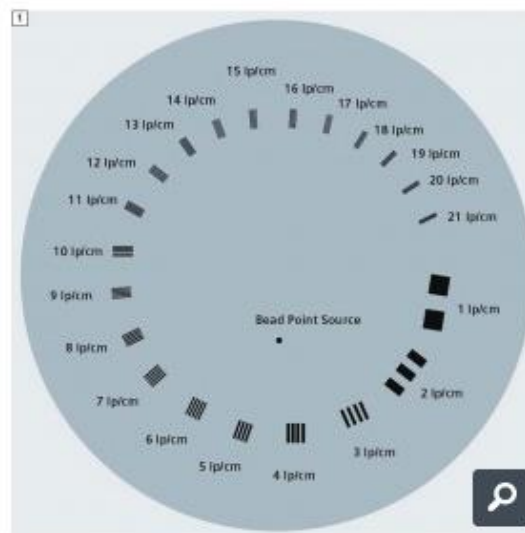 1
15 lp/cm
16 lp/cm
14 lp/cm
17 lp/cm
13 lp/cm
18 lp/cm
12 lp/cm
19 lp/cm
20 lp/cm
11 lp/cm
21 lp/cm
10 lp/cm
9 lp/cm
1 lp/cm
Bead Point Source
8 lp/cm
2 lp/cm
7 lp/cm
6 lp/cm
3 lp/cm
5 lp/cm
4 lp/cm